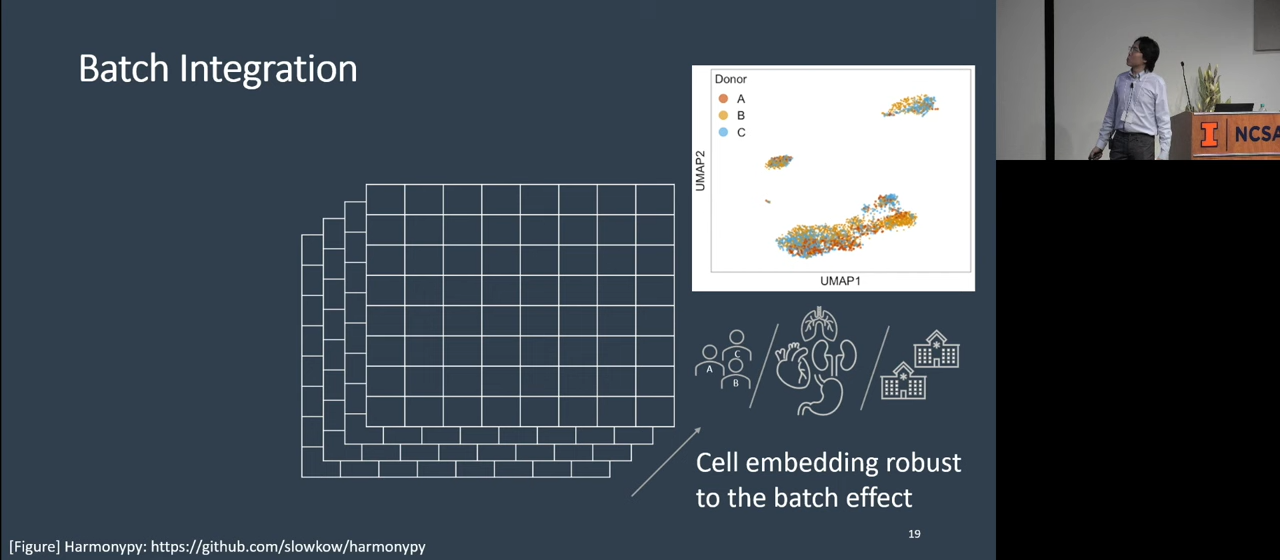 Batch Integration
Donor
A
B
C
UMAP2
UMAP1
A
C
B
Cell embedding robust
to the batch effect
19
[Figure] Harmonypy: https://github.com/slowkow/harmonypy
I NCSA